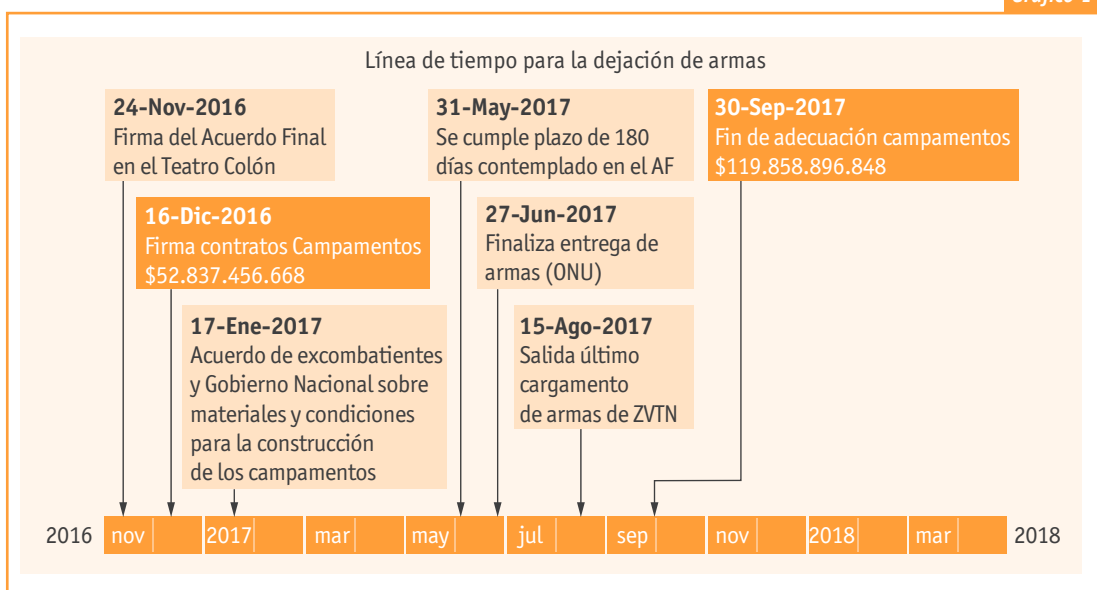 Gráfico 1
Línea de tiempo para la dejación de armas
24-Nov-2016
Firma del Acuerdo Final
en el Teatro Colón
16-Dic-2016
Firma contratos Campamentos
$52.837.456.668
17-Ene-2017
Acuerdo de excombatientes
y Gobierno Nacional sobre
materiales y condiciones
para la construcción
de los campamentos
31-May-2017
Se cumple plazo de 180
días contemplado en el AF
27-Jun-2017
Finaliza entrega de
armas (ONU)
15-Ago-2017
Salida último
cargamento
de armas de ZVTN
30-Sep-2017
Fin de adecuación campamentos
$119.858.896.848
2016 nov 2017 mar may jul sep nov 2018 mar 2018